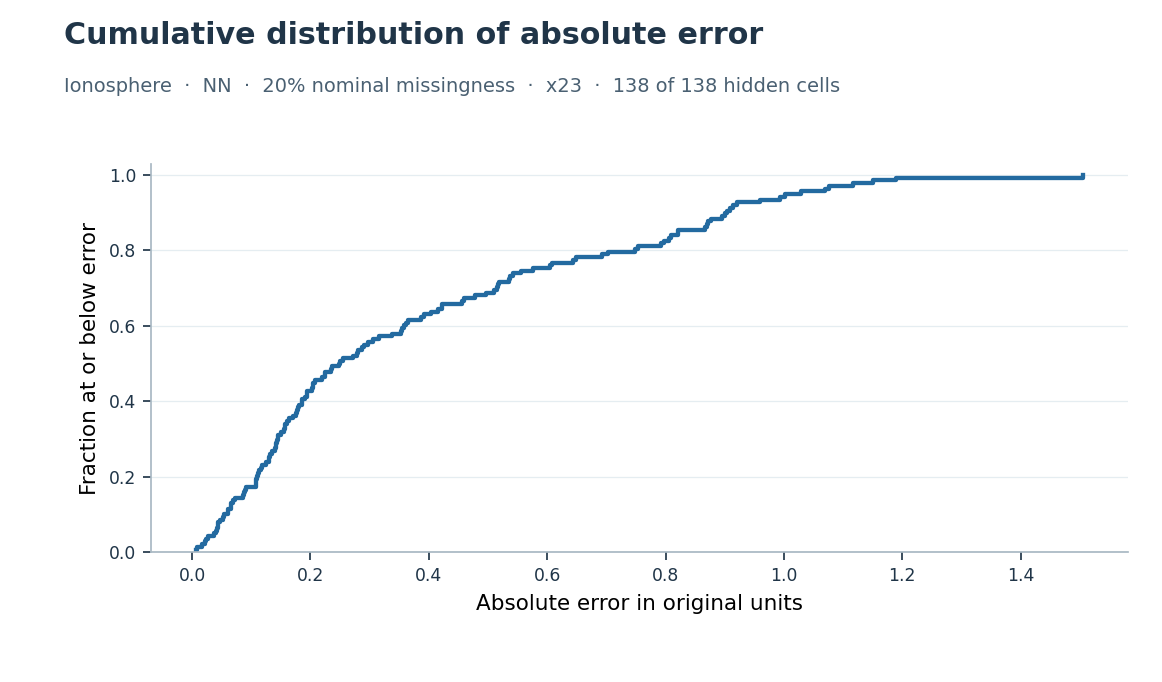 Cumulative distribution of absolute error
Ionosphere · NN · 20% nominal missingness · x23 · 138 of 138 hidden cells
1.0
0.8
0.6
0.4
0.2
0.0
Fraction at or below error
0.0 0.2 0.4 0.6 0.8 1.0 1.2 1.4
Absolute error in original units